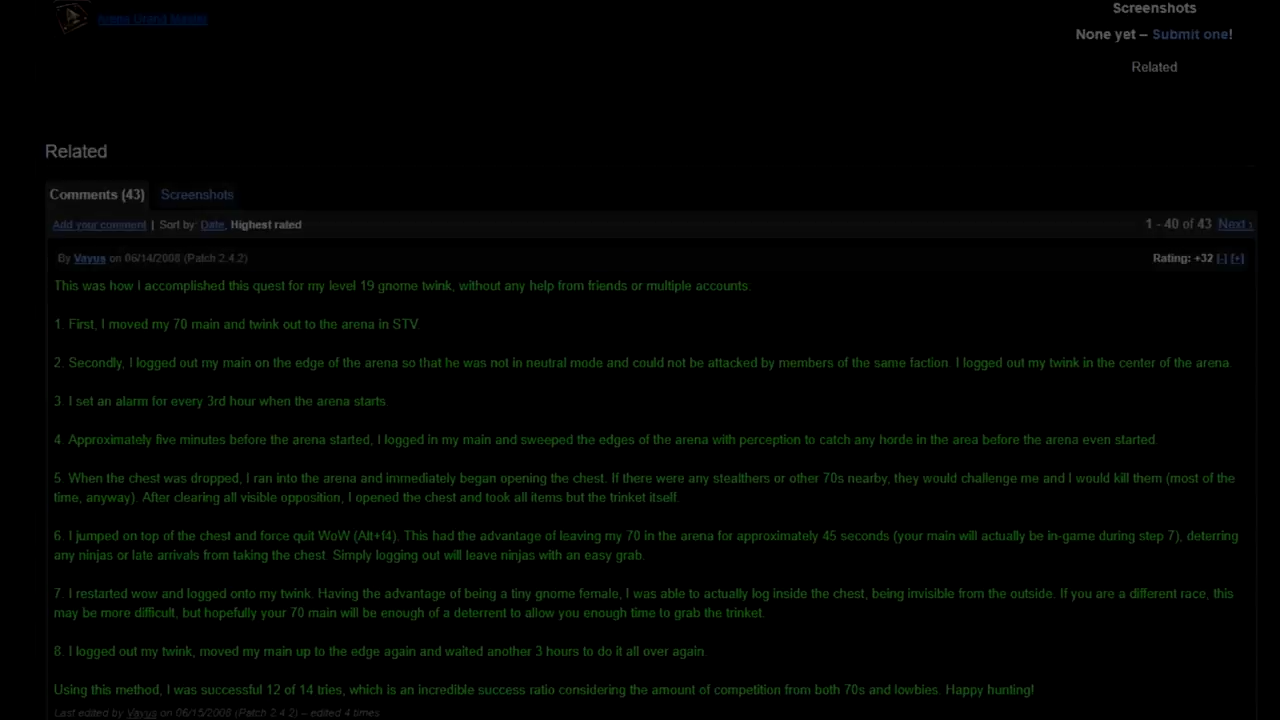 Arena Grand Master
Screenshots
None yet – Submit one!
Related
Related
Comments (43) Screenshots
Add your comment | Sort by: Date, Highest rated 1 - 40 of 43 Next ›
By Vayus on 06/14/2008 (Patch 2.4.2) Rating: +32 [-] [+]
This was how I accomplished this quest for my level 19 gnome twink, without any help from friends or multiple accounts.
1. First, I moved my 70 main and twink out to the arena in STV.
2. Secondly, I logged out my main on the edge of the arena so that he was not in neutral mode and could not be attacked by members of the same faction. I logged out my twink in the center of the arena.
3. I set an alarm for every 3rd hour when the arena starts.
4. Approximately five minutes before the arena started, I logged in my main and sweeped the edges of the arena with perception to catch any horde in the area before the arena even started.
5. When the chest was dropped, I ran into the arena and immediately began opening the chest. If there were any stealthers or other 70s nearby, they would challenge me and I would kill them (most of the
time, anyway). After clearing all visible opposition, I opened the chest and took all items but the trinket itself.
6. I jumped on top of the chest and force quit WoW (Alt+f4). This had the advantage of leaving my 70 in the arena for approximately 45 seconds (your main will actually be in-game during step 7), deterring
any ninjas or late arrivals from taking the chest. Simply logging out will leave ninjas with an easy grab.
7. I restarted wow and logged onto my twink. Having the advantage of being a tiny gnome female, I was able to actually log inside the chest, being invisible from the outside. If you are a different race, this
may be more difficult, but hopefully your 70 main will be enough of a deterrent to allow you enough time to grab the trinket.
8. I logged out my twink, moved my main up to the edge again and waited another 3 hours to do it all over again.
Using this method, I was successful 12 of 14 tries, which is an incredible success ratio considering the amount of competition from both 70s and lowbies. Happy hunting!
Last edited by Vayus on 06/15/2008 (Patch 2.4.2) – edited 4 times